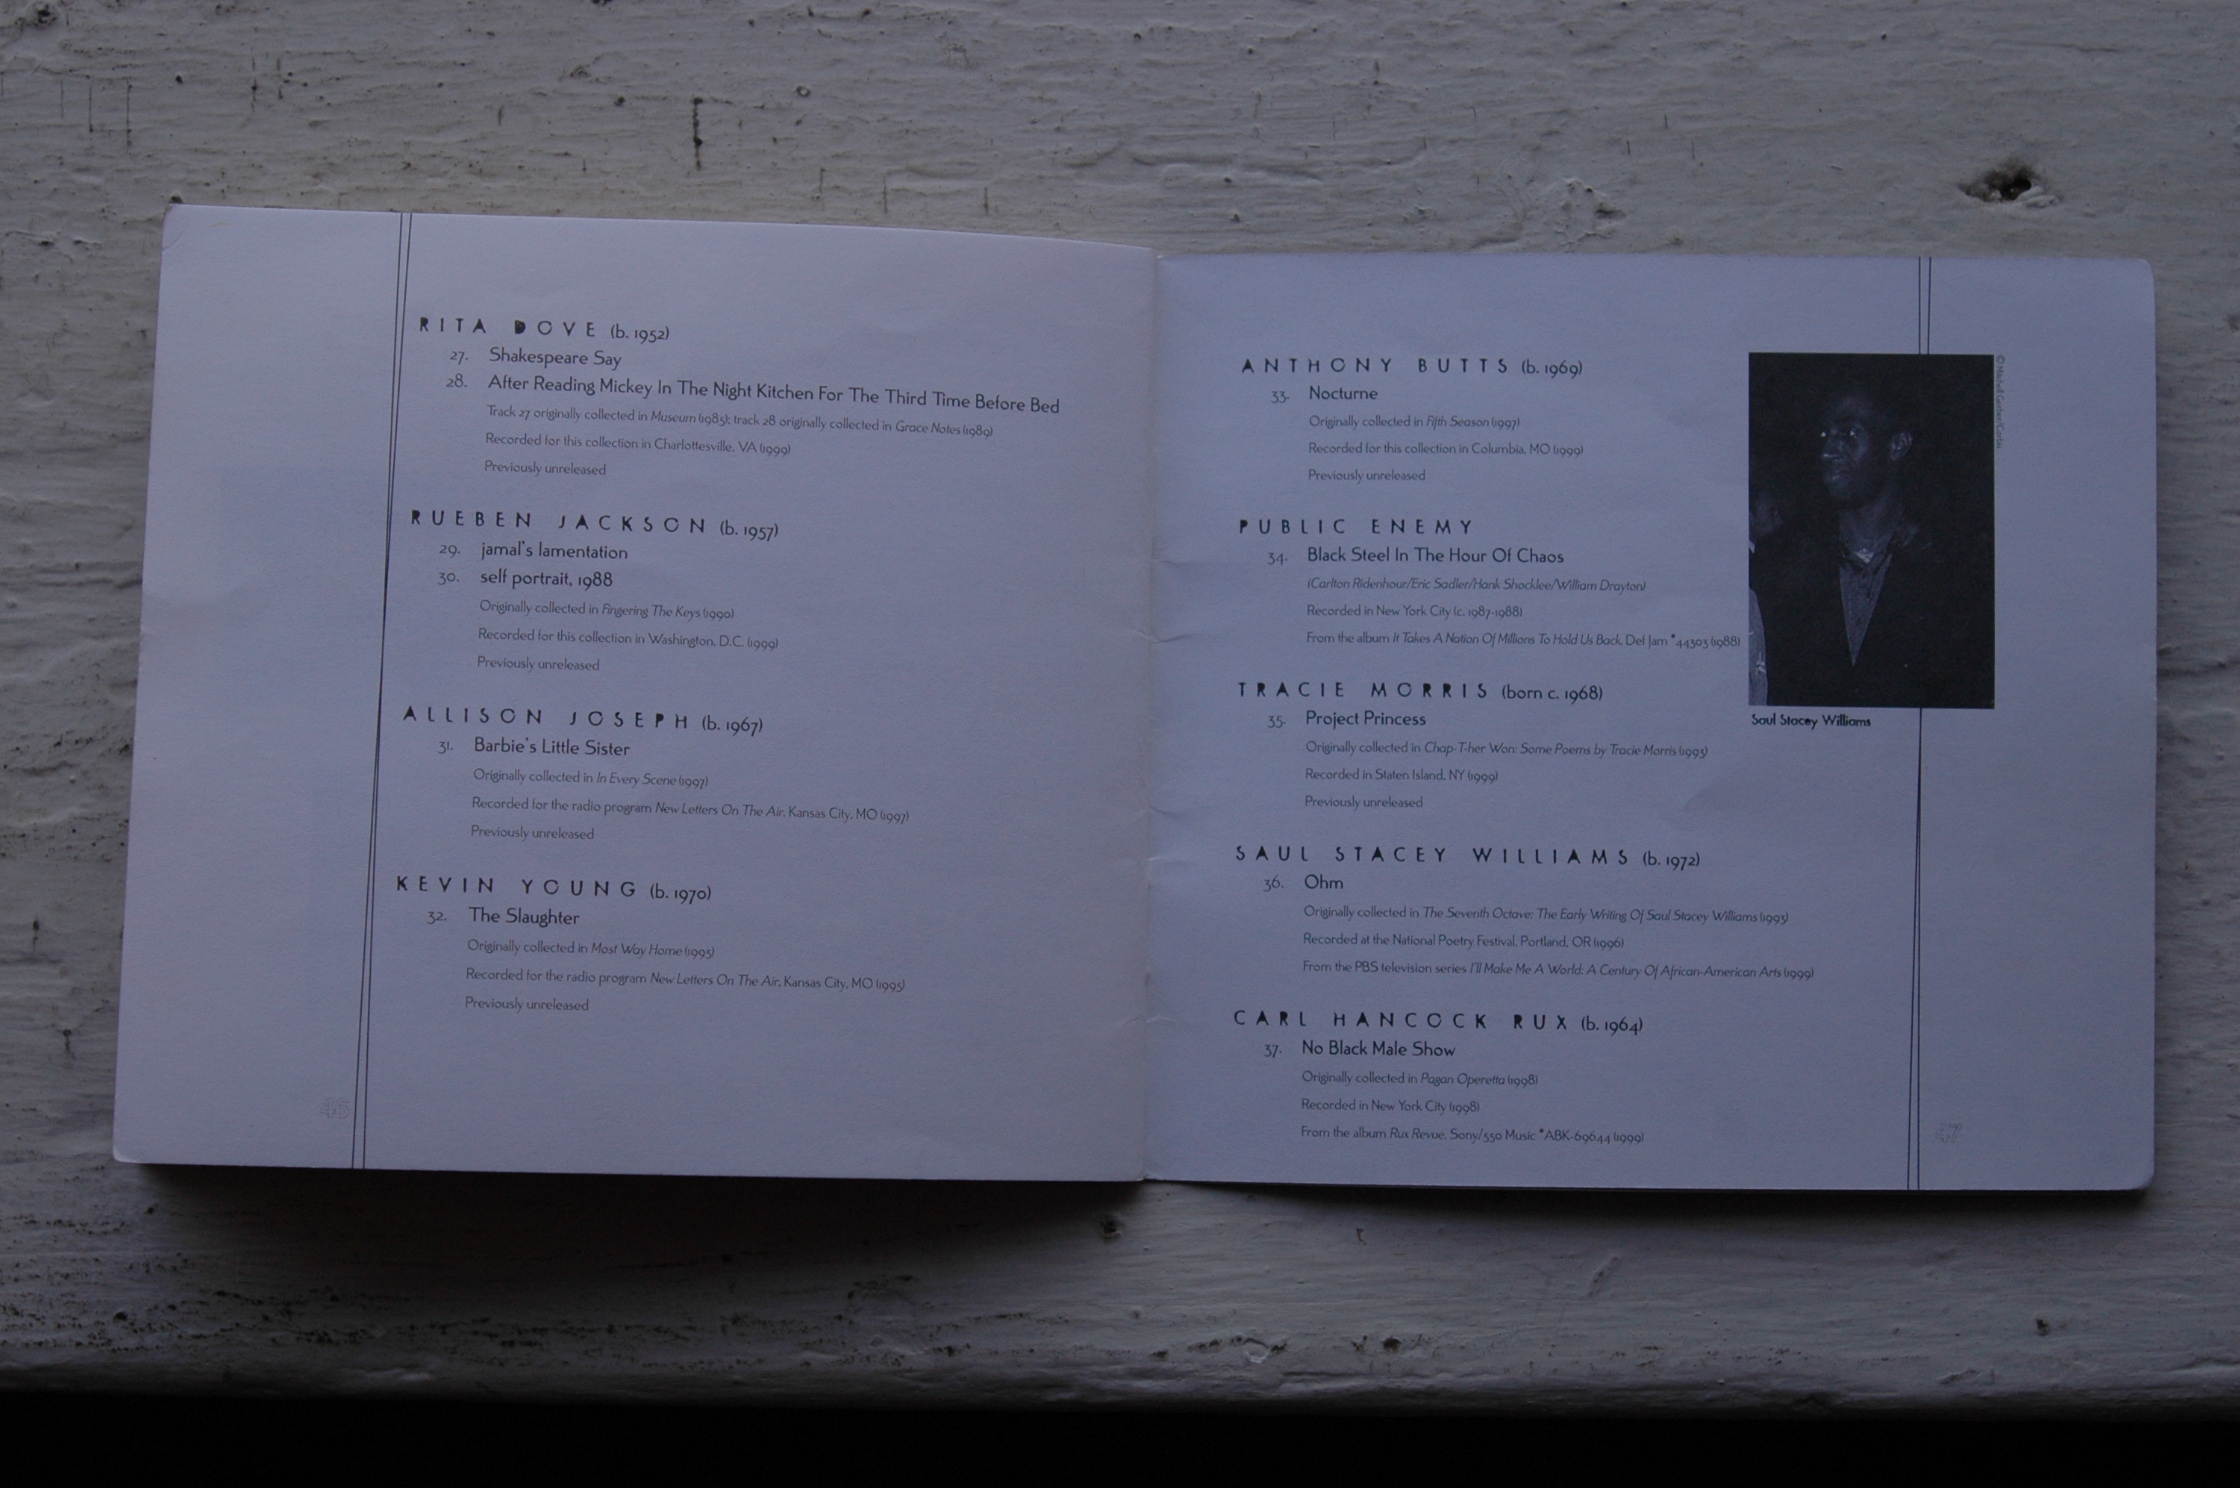 RITA DOVE (b. 1952)
27. Shakespeare Say
28. After Reading Mickey In The Night Kitchen For The Third Time Before Bed
Track 27 originally collected in Museum (1985); track 28 originally collected in Grace Notes (1989)
Recorded for this collection in Charlottesville, VA (1999)
Previously unreleased
RUEBEN JACKSON (b. 1957)
29. jamal's lamentation
30. self portrait, 1988
Originally collected in Fingering The Keys (1990)
Recorded for this collection in Washington, D.C. (1999)
Previously unreleased
ALLISON JOSEPH (b. 1967)
31. Barbie's Little Sister
Originally collected in In Every Scene (1997)
Recorded for the radio program New Letters On The Air, Kansas City, MO (1997)
Previously unreleased
KEVIN YOUNG (b. 1970)
32. The Slaughter
Originally collected in Most Way Home (1995)
Recorded for the radio program New Letters On The Air, Kansas City, MO (1995)
Previously unreleased
46
ANTHONY BUTTS (b. 1969)
33. Nocturne
Originally collected in Fifth Season (1997)
Recorded for this collection in Columbia, MO (1999)
Previously unreleased
PUBLIC ENEMY
34. Black Steel In The Hour Of Chaos
(Carlton Ridenhour/Eric Sadler/Hank Shocklee/William Drayton)
Recorded in New York City (c. 1987-1988)
From the album It Takes A Nation Of Millions To Hold Us Back, Def Jam *44303 (1988)
TRACIE MORRIS (born c. 1968)
35. Project Princess
Originally collected in Chap-T-her Won: Some Poems by Tracie Morris (1993)
Recorded in Staten Island, NY (1999)
Previously unreleased
SAUL STACEY WILLIAMS (b. 1972)
36. Ohm
Originally collected in The Seventh Octave: The Early Writing Of Saul Stacey Williams (1993)
Recorded at the National Poetry Festival, Portland, OR (1996)
From the PBS television series I'll Make Me A World: A Century Of African-American Arts (1999)
CARL HANCOCK RUX (b. 1964)
37. No Black Male Show
Originally collected in Pagan Operetta (1998)
Recorded in New York City (1998)
From the album Rux Revue, Sony/550 Music *ABK-69644 (1999)
Saul Stacey Williams
47